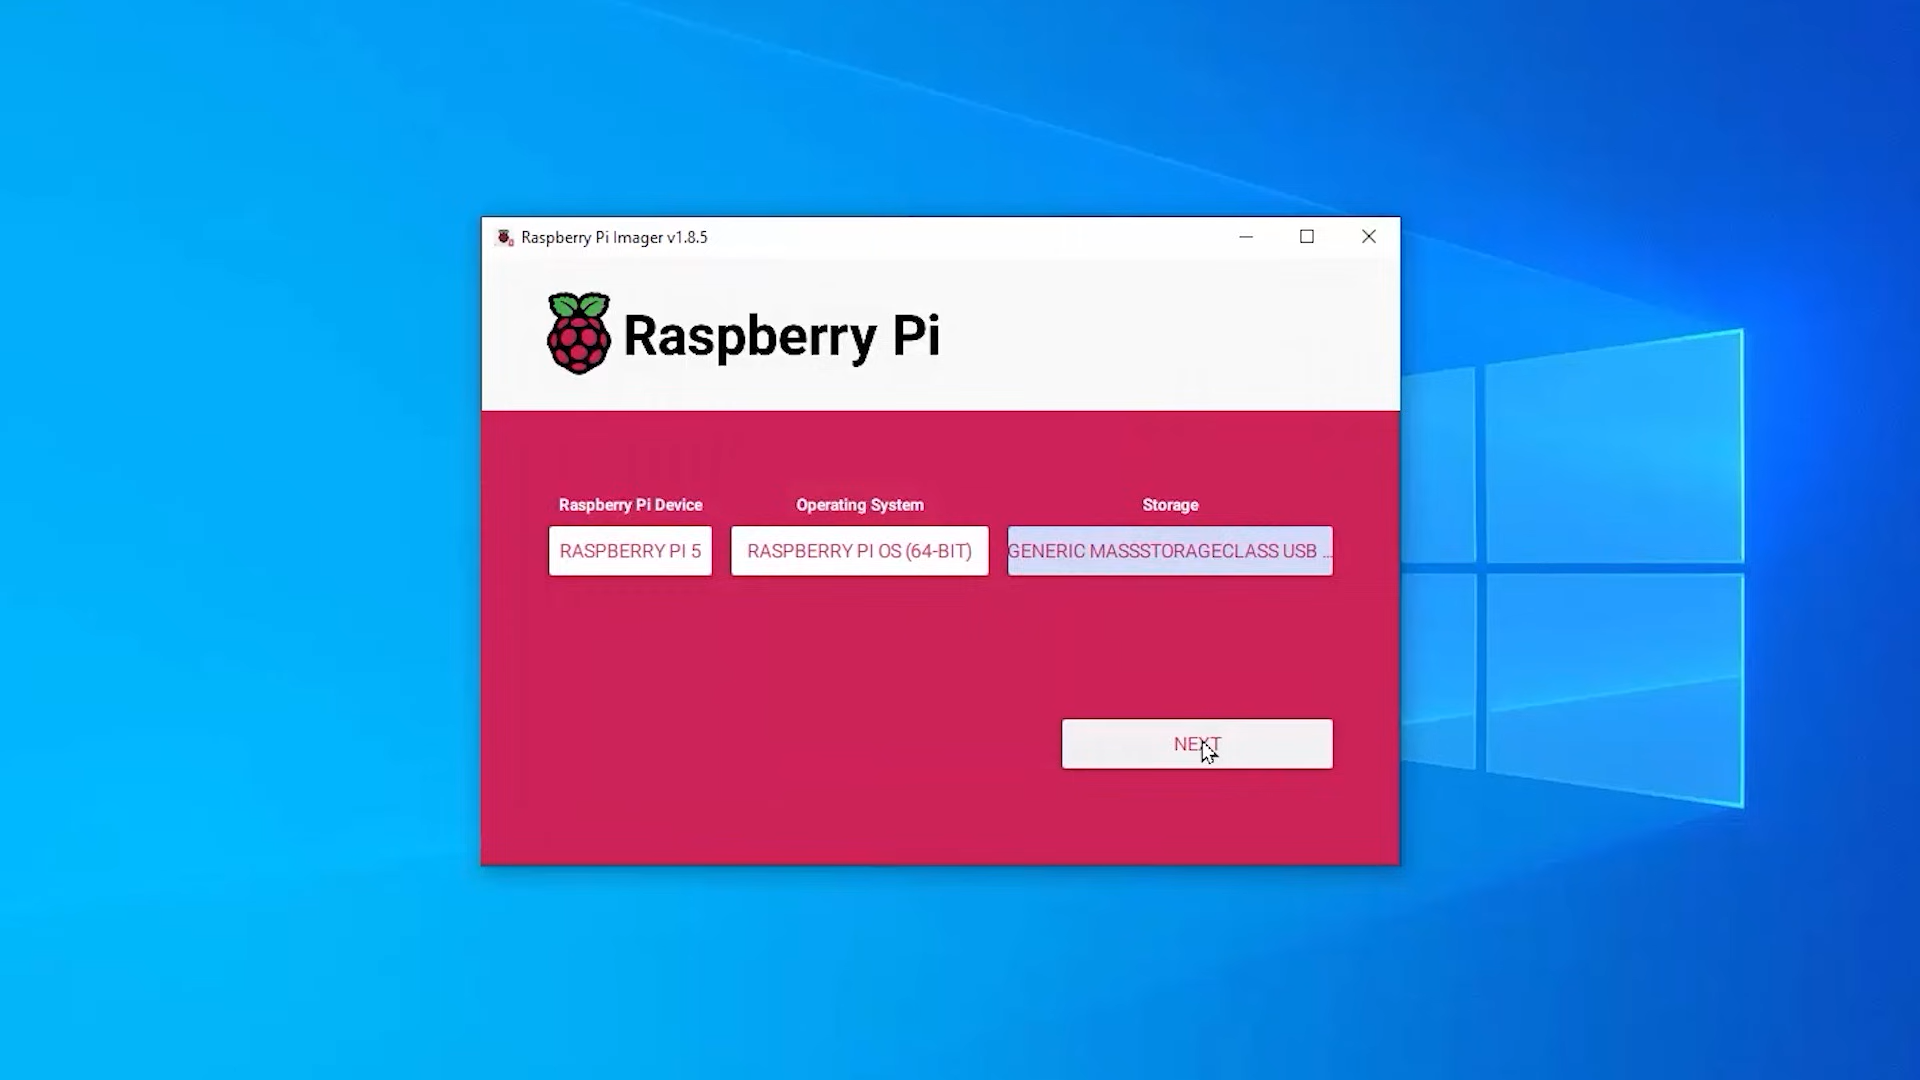 Raspberry Pi Imager v1.8.5
Raspberry Pi
Raspberry Pi Device
Operating System
Storage
RASPBERRY PI 5
RASPBERRY PI OS (64-BIT)
GENERIC MASSSTORAGECLASS USB ...
NEXT